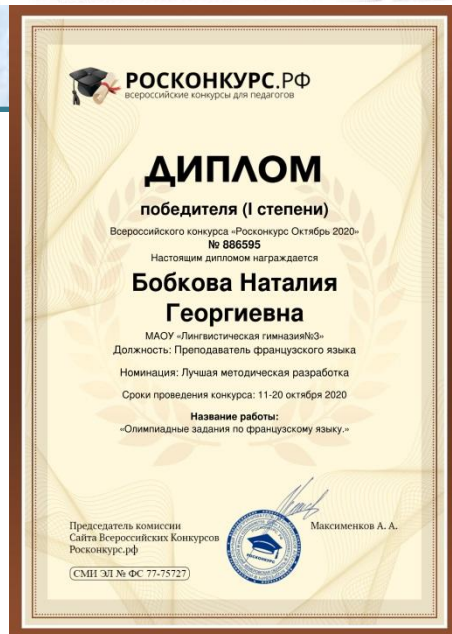 РОСКОНКУРС.РФ
всероссийские конкурсы для педагогов
ДИПЛОМ
победителя (I степени)
Всероссийского конкурса «Росконкурс Октябрь 2020»
№ 886595
Настоящим дипломом награждается
Бобкова Наталия
Георгиевна
МАОУ «Лингвистическая гимназия№3»
Должность: Преподаватель французского языка
Номинация: Лучшая методическая разработка
Сроки проведения конкурса: 11-20 октября 2020
Название работы:
«Олимпиадные задания по французскому языку.»
Председатель комиссии
Сайта Всероссийских Конкурсов
Росконкурс.рф
Максименков А. А.
СМИ ЭЛ № ФС 77-75727